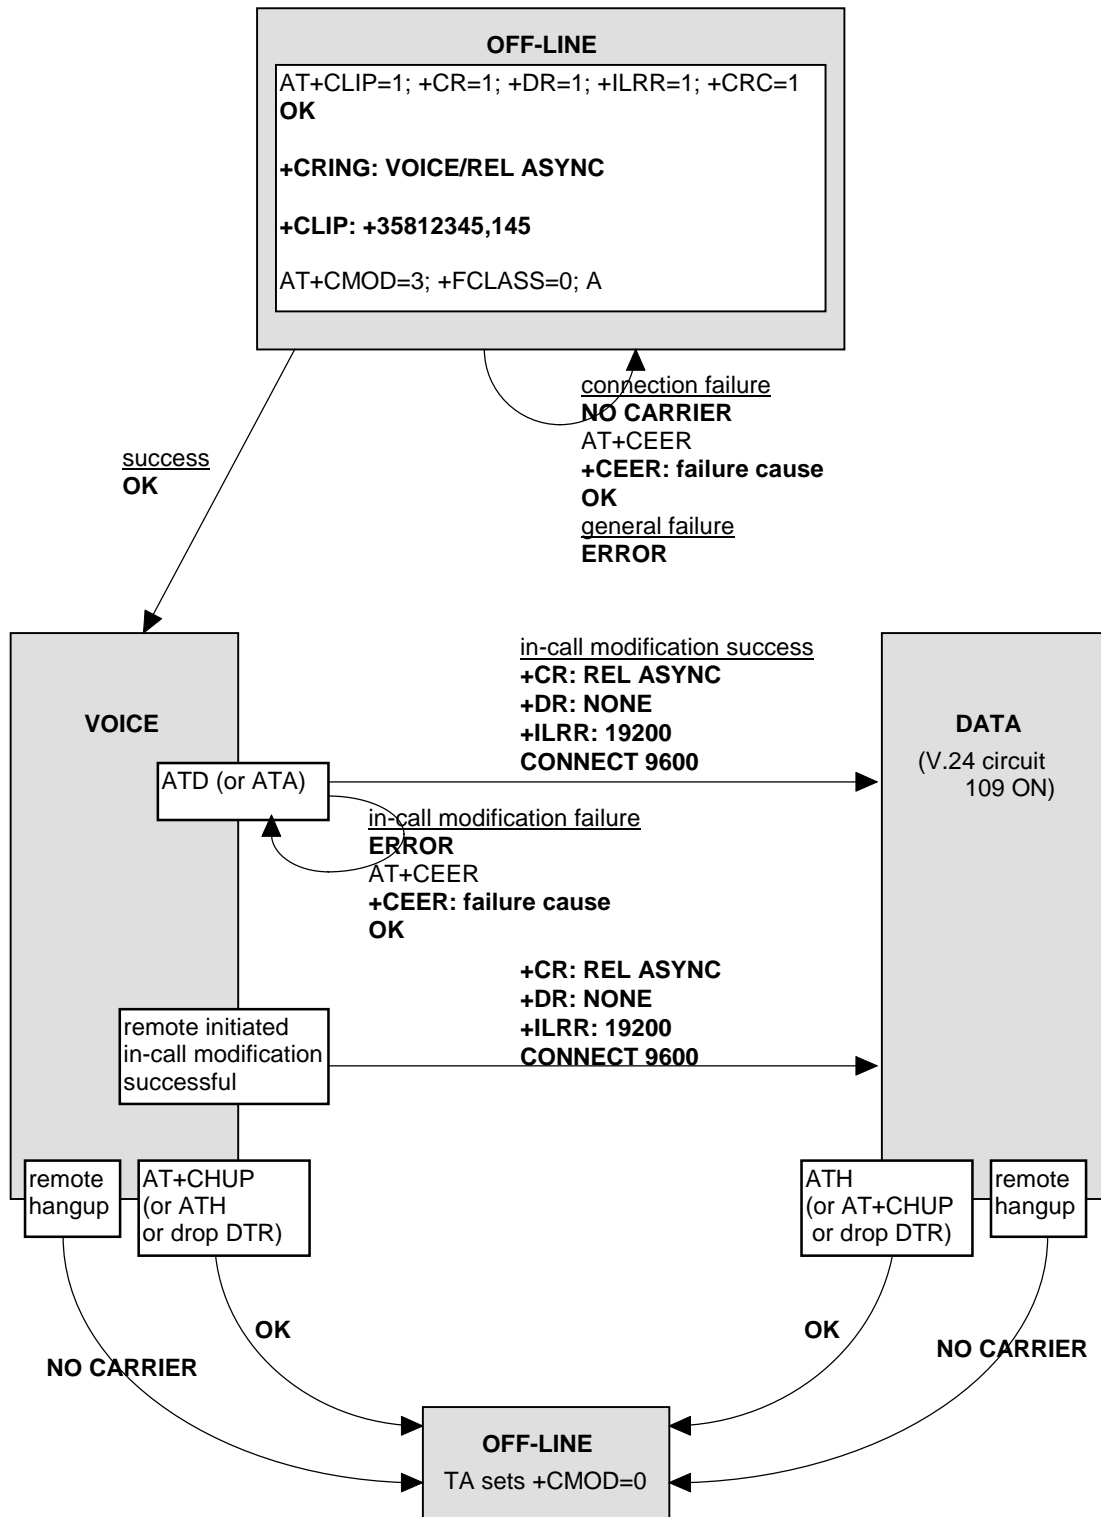 OFF-LINE
AT+CLIP=1; +CR=1; +DR=1; +ILRR=1; +CRC=1
OK
+CRING: VOICE/REL ASYNC
+CLIP: +35812345,145
AT+CMOD=3; +FCLASS=0; A
connection failure
NO CARRIER
AT+CEER
+CEER: failure cause
OK
general failure
ERROR
success
OK
VOICE
in-call modification success
+CR: REL ASYNC
+DR: NONE
+ILRR: 19200
CONNECT 9600
DATA
(V.24 circuit
109 ON)
ATD (or ATA)
in-call modification failure
ERROR
AT+CEER
+CEER: failure cause
OK
+CR: REL ASYNC
+DR: NONE
+ILRR: 19200
CONNECT 9600
remote initiated
in-call modification
successful
remote
hangup
AT+CHUP
(or ATH
or drop DTR)
ATH
(or AT+CHUP
or drop DTR)
remote
hangup
OK
NO CARRIER
OK
NO CARRIER
OFF-LINE
TA sets +CMOD=0